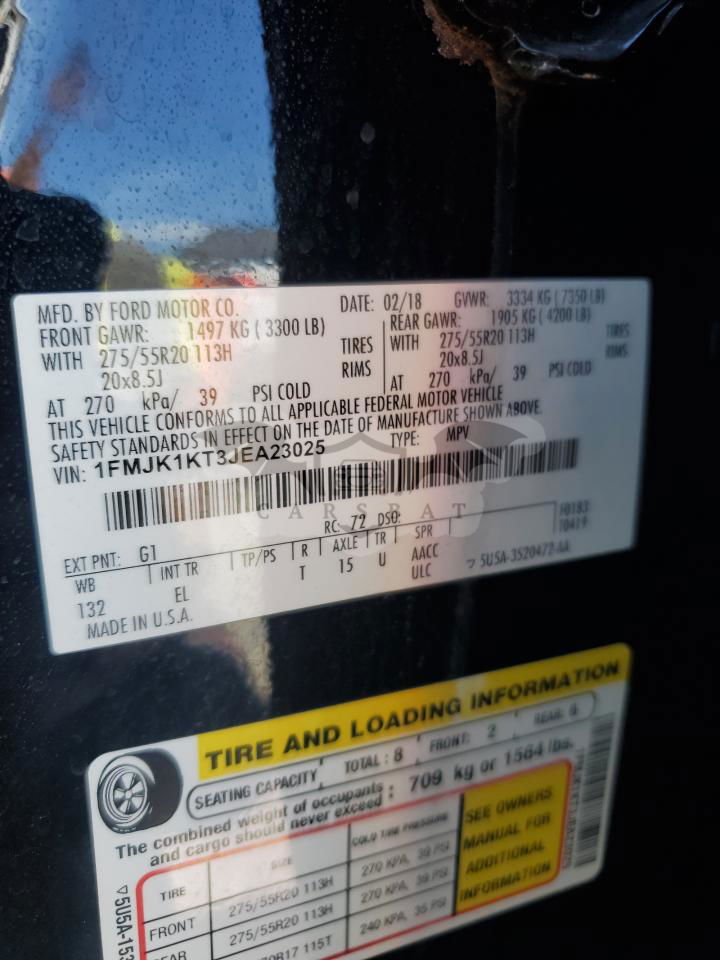 MFD. BY FORD MOTOR CO. DATE: 02/18 GVWR: 3334 KG (7350 LB)
FRONT GAWR: 1497 KG (3300 LB) REAR GAWR: 1905 KG (4200 LB)
WITH 275/55R20 113H TIRES WITH 275/55R20 113H TIRES
20x8.5J RIMS 20x8.5J RIMS
AT 270 kPa/ 39 PSI COLD AT 270 kPa/ 39 PSI COLD
THIS VEHICLE CONFORMS TO ALL APPLICABLE FEDERAL MOTOR VEHICLE
SAFETY STANDARDS IN EFFECT ON THE DATE OF MANUFACTURE SHOWN ABOVE.
VIN: 1FMJK1KT3JEA23025 TYPE: MPV
CARSBAT
F0183
T0419
EXT PNT: G1 RC: 72 DSO:
WB INT TR TP/PS R AXLE TR SPR
132 EL T 15 U AACC
ULC
▽ 5U5A-3520472-AA
MADE IN U.S.A.
TIRE AND LOADING INFORMATION
SEATING CAPACITY TOTAL : 8 FRONT: 2 REAR: 6
The combined weight of occupants
and cargo should never exceed : 709 kg or 1564 lbs.
TIRE SIZE COLD TIRE PRESSURE
FRONT 275/55R20 113H 270 KPA, 39 PSI
REAR 275/55R20 113H 270 KPA, 39 PSI
R17 115T 240 KPA, 35 PSI
SEE OWNERS
MANUAL FOR
ADDITIONAL
INFORMATION
▽5U5A-153